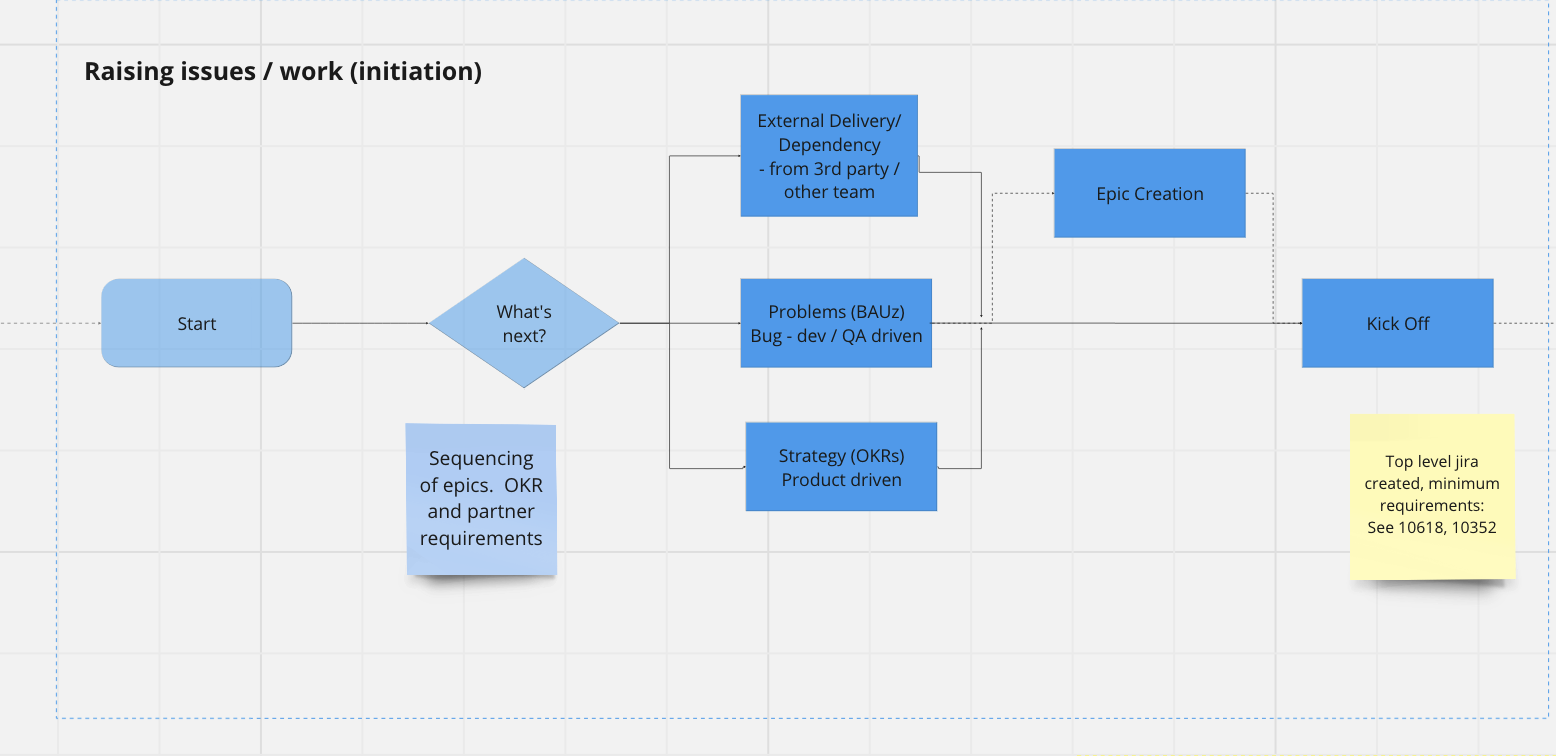 Raising issues / work (initiation)
External Delivery/
Dependency
- from 3rd party /
other team
Epic Creation
Start
What's
next?
Problems (BAUz)
Bug - dev / QA driven
Kick Off
Sequencing
of epics.  OKR
and partner
requirements
Strategy (OKRs)
Product driven
Top level jira
created, minimum
requirements:
See 10618, 10352